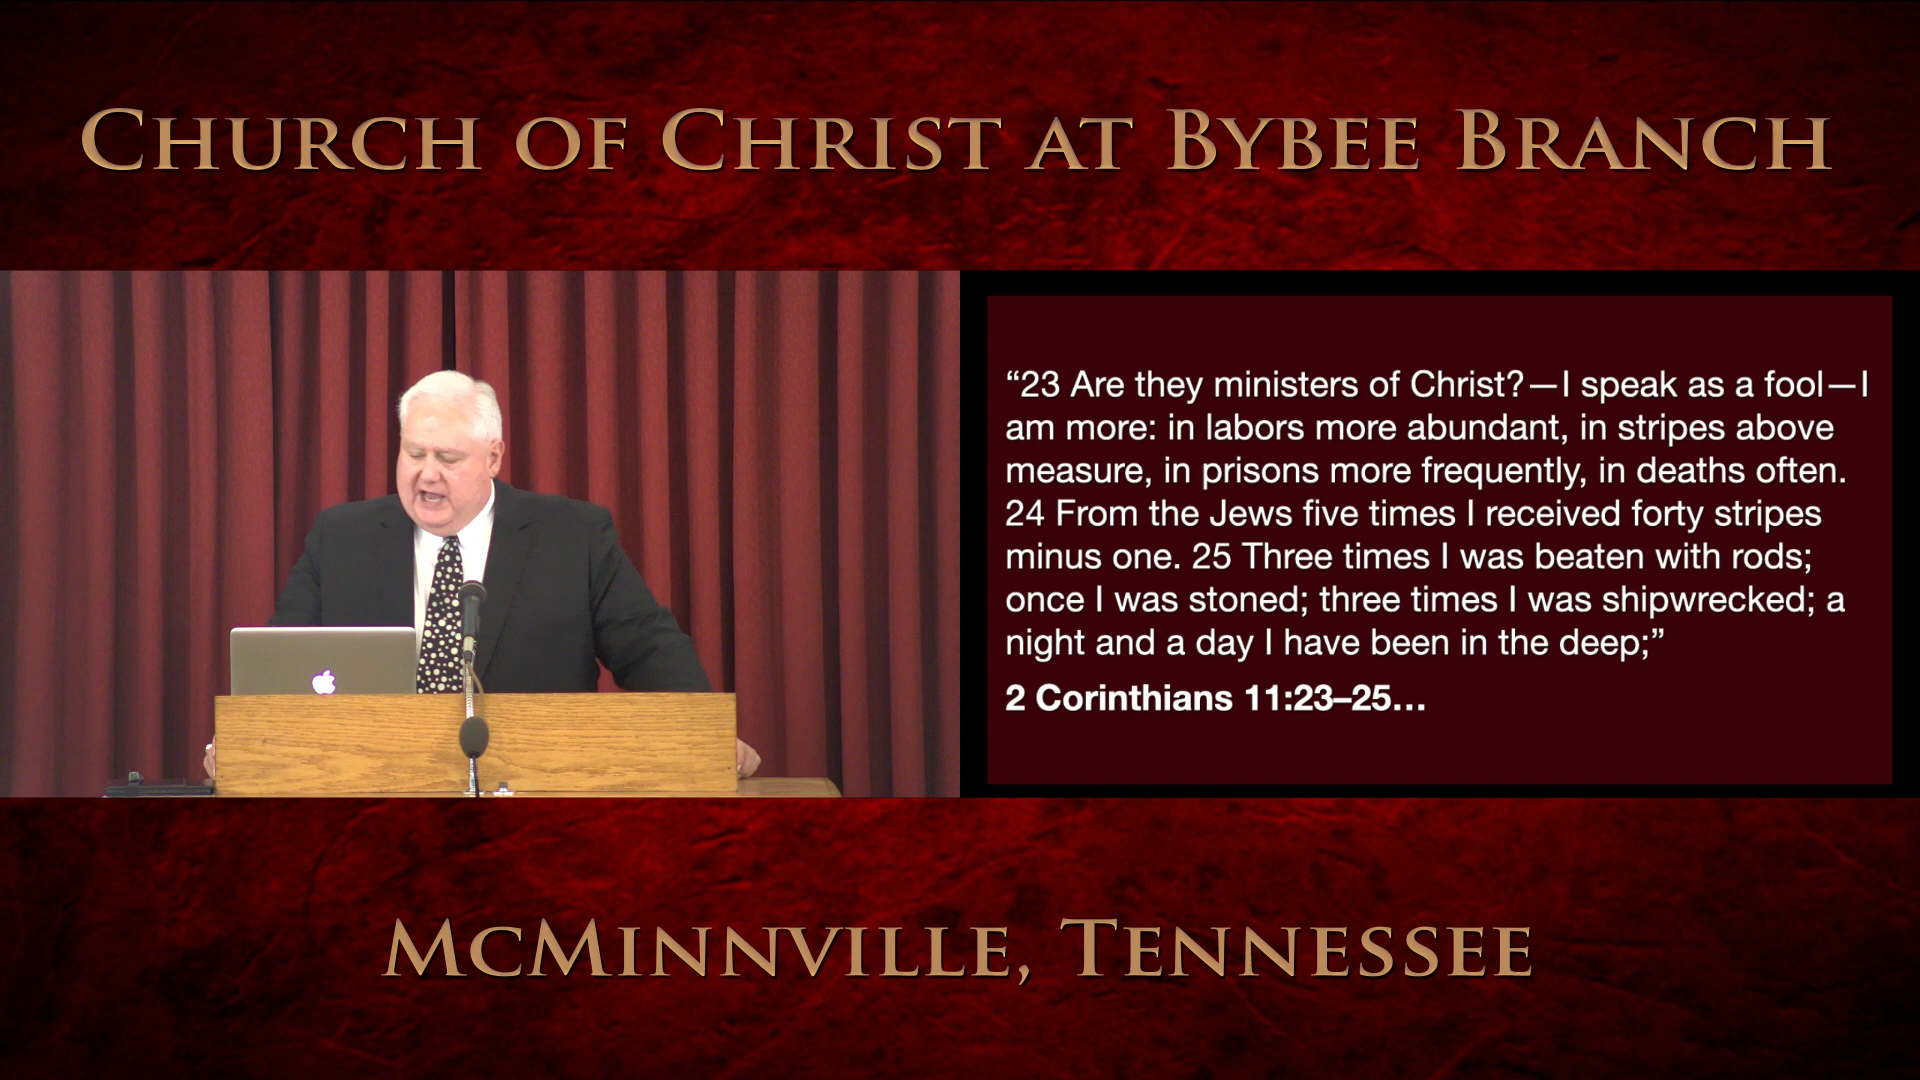 Church of Christ at Bybee Branch
“23 Are they ministers of Christ?—I speak as a fool—I
am more: in labors more abundant, in stripes above
measure, in prisons more frequently, in deaths often.
24 From the Jews five times I received forty stripes
minus one. 25 Three times I was beaten with rods;
once I was stoned; three times I was shipwrecked; a
night and a day I have been in the deep;”
2 Corinthians 11:23–25…
McMinnville, Tennessee